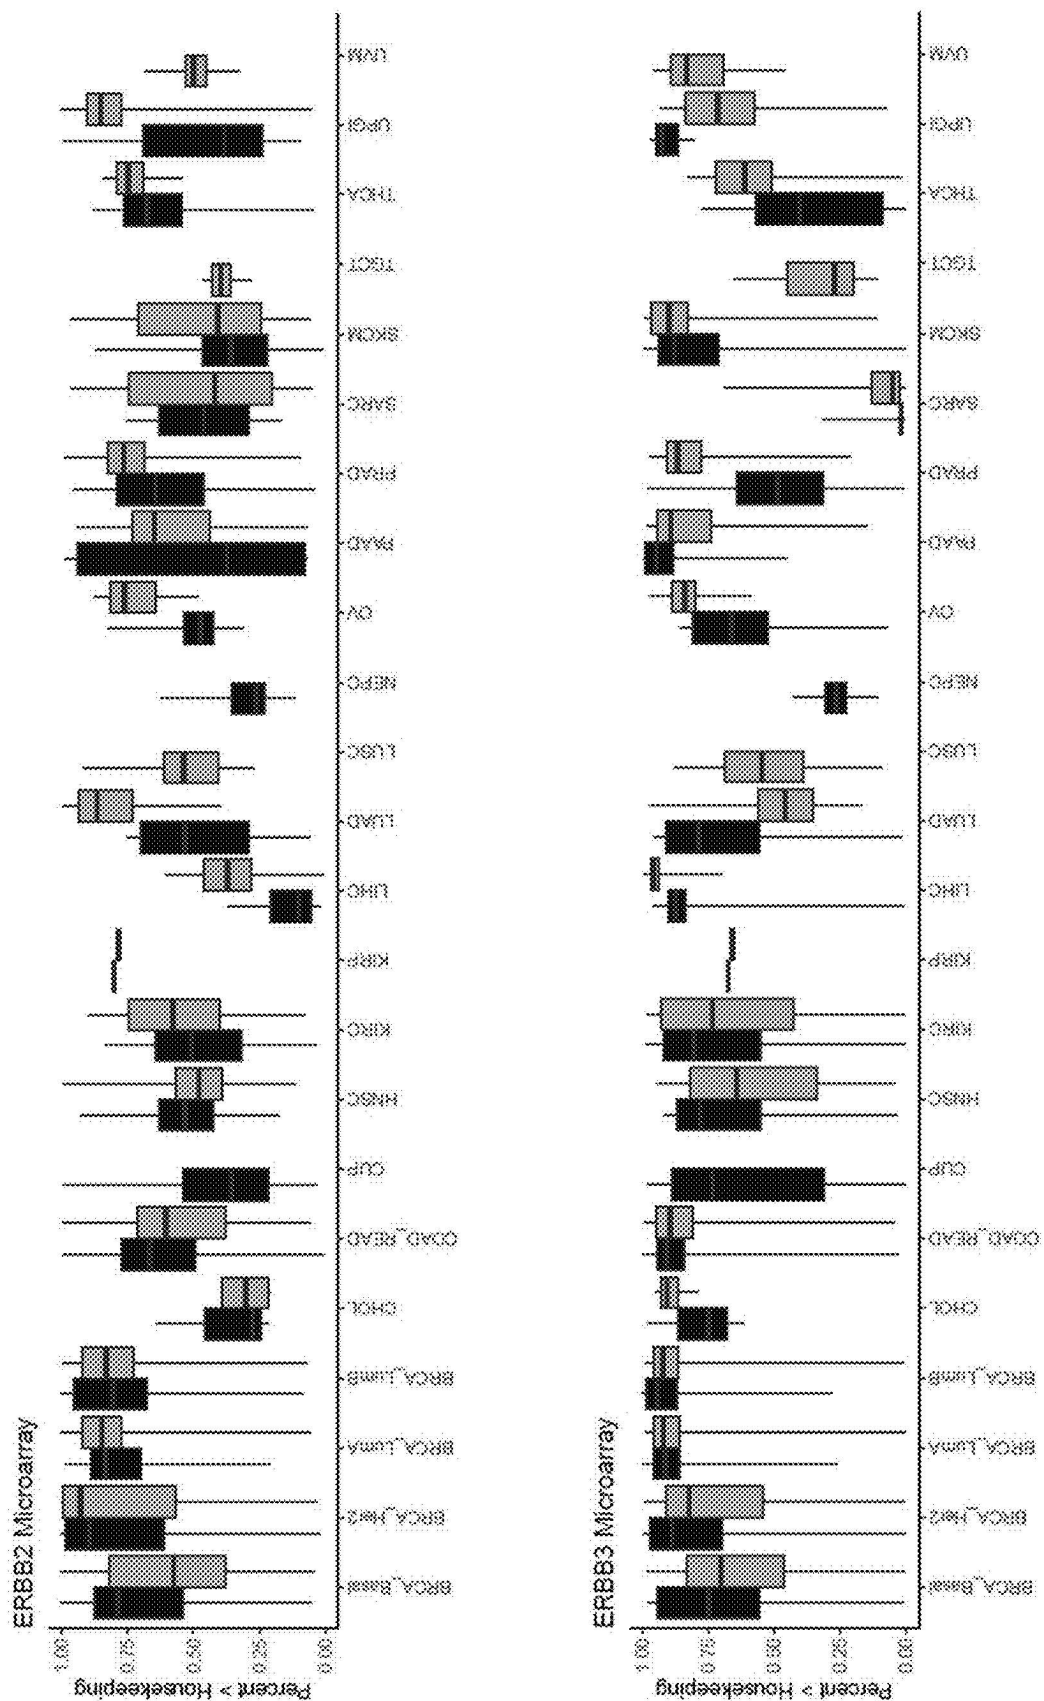 ERBB2 Microarray
Percent > Housekeeping
1.00
0.75
0.50
0.25
0.00
BRCA_Basal
BRCA_Her2
BRCA_LumA
BRCA_LumB
CHOL
COAD_READ
CUP
HNSC
KIRC
KIRP
LIHC
LUAD
LUSC
NEPC
OV
PAAD
PRAD
SARC
SKCM
TGCT
THCA
UPGI
UVM
ERBB3 Microarray
Percent > Housekeeping
1.00
0.75
0.50
0.25
0.00
BRCA_Basal
BRCA_Her2
BRCA_LumA
BRCA_LumB
CHOL
COAD_READ
CUP
HNSC
KIRC
KIRP
LIHC
LUAD
LUSC
NEPC
OV
PAAD
PRAD
SARC
SKCM
TGCT
THCA
UPGI
UVM